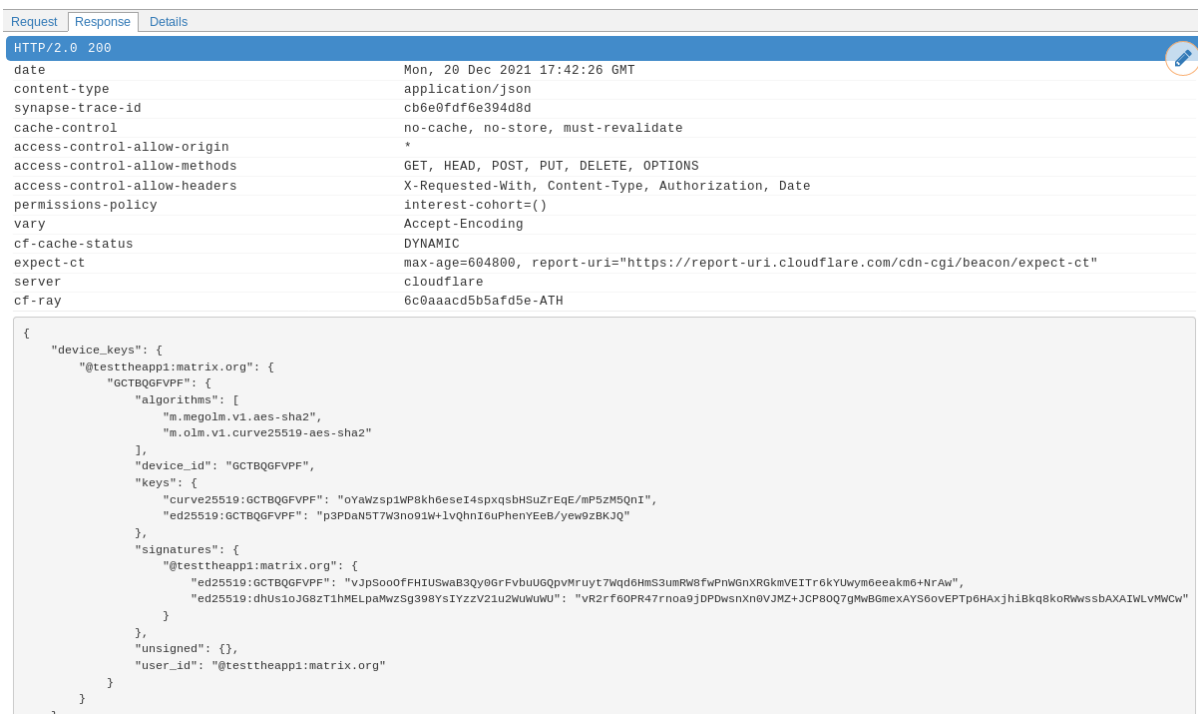 Request Response Details
HTTP/2.0 200
date Mon, 20 Dec 2021 17:42:26 GMT
content-type application/json
synapse-trace-id cb6e0fdf6e394d8d
cache-control no-cache, no-store, must-revalidate
access-control-allow-origin *
access-control-allow-methods GET, HEAD, POST, PUT, DELETE, OPTIONS
access-control-allow-headers X-Requested-With, Content-Type, Authorization, Date
permissions-policy interest-cohort=()
vary Accept-Encoding
cf-cache-status DYNAMIC
expect-ct max-age=604800, report-uri="https://report-uri.cloudflare.com/cdn-cgi/beacon/expect-ct"
server cloudflare
cf-ray 6c0aaacd5b5afd5e-ATH
{
    "device_keys": {
        "@testtheapp1:matrix.org": {
            "GCTBQGFVPF": {
                "algorithms": [
                    "m.megolm.v1.aes-sha2",
                    "m.olm.v1.curve25519-aes-sha2"
                ],
                "device_id": "GCTBQGFVPF",
                "keys": {
                    "curve25519:GCTBQGFVPF": "oYaWzsp1WP8kh6eseI4spxqsbHSuZrEqE/mP5zM5QnI",
                    "ed25519:GCTBQGFVPF": "p3PDaN5T7W3no91W+lvQhnI6uPhenYEeB/yew9zBKJQ"
                },
                "signatures": {
                    "@testtheapp1:matrix.org": {
                        "ed25519:GCTBQGFVPF": "vJpSooOfFHIUSwaB3Qy0GrFvbuUGQpvMruyt7Wqd6HmS3umRW8fwPnWGnXRGkmVEITr6kYUwym6eeakm6+NrAw",
                        "ed25519:dhUs1oJG8zT1hMELpaMwzSg398YsIYzzV21u2WuWuWU": "vR2rf6OPR47rnoa9jDPDwsnXn0VJMZ+JCP8OQ7gMwBGmexAYS6ovEPTp6HAxjhiBkq8koRWwssbAXAIWLvMWCw"
                    }
                },
                "unsigned": {},
                "user_id": "@testtheapp1:matrix.org"
            }
        }